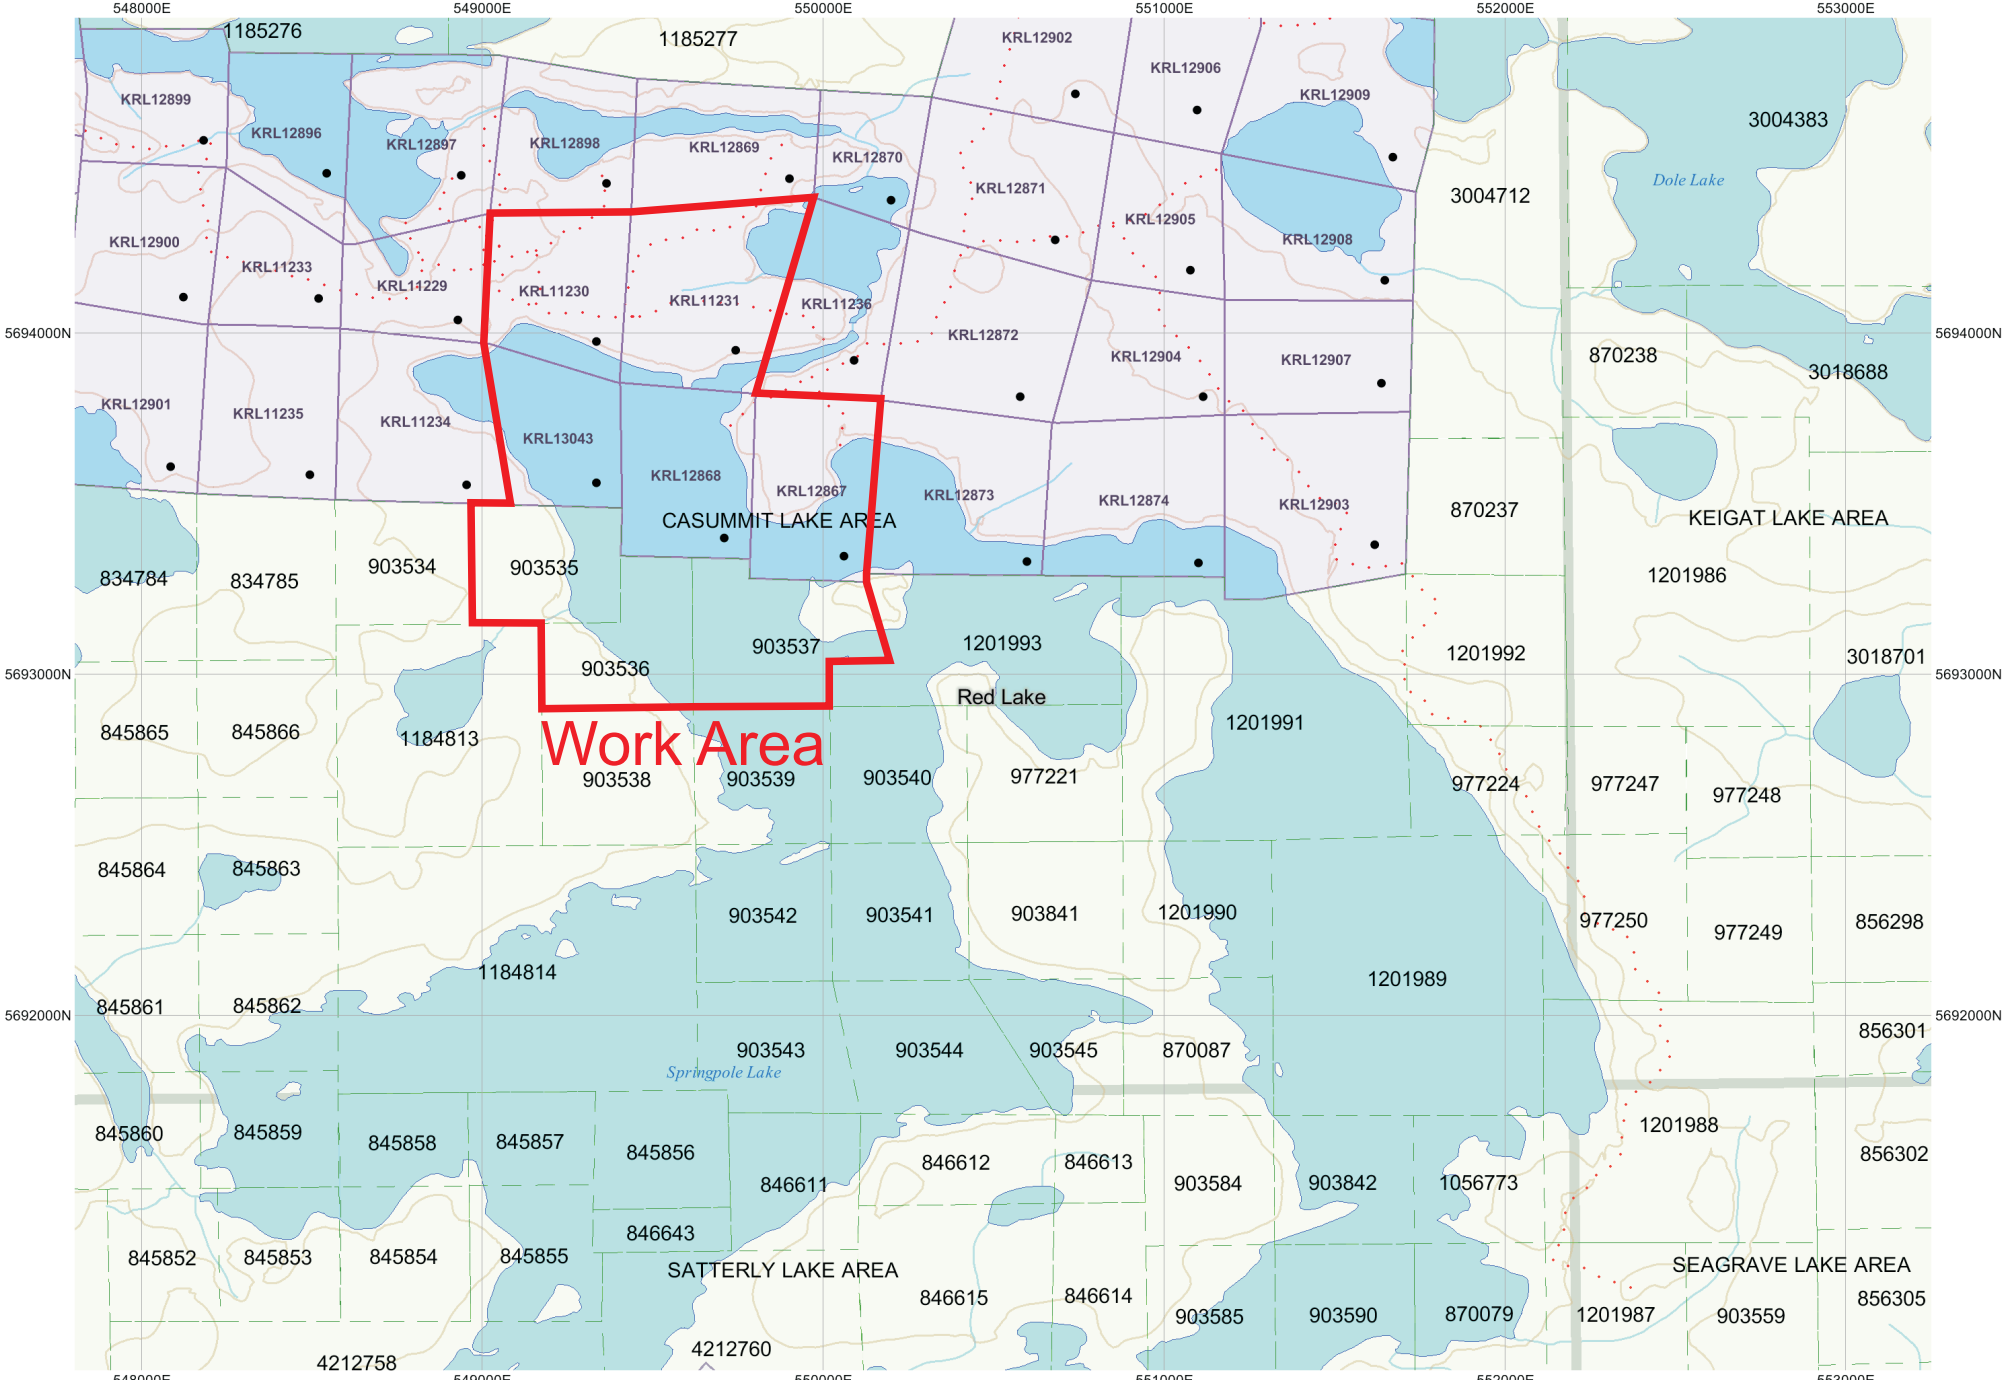 548000E 549000E 550000E 551000E 552000E 553000E
1185276
1185277
KRL12902
KRL12906
KRL12909
KRL12899
3004383
KRL12896
KRL12897
KRL12898
KRL12869
KRL12870
Dole Lake
KRL12871
3004712
KRL12905
KRL12900
KRL12908
KRL11233
KRL11229
KRL11230
KRL11231
KRL11236
5694000N
5694000N
KRL12872
KRL12904
KRL12907
870238
3018688
KRL12901
KRL11235
KRL11234
KRL13043
KRL12868
KRL12867
KRL12873
KRL12874
KRL12903
870237
CASUMMIT LAKE AREA
KEIGAT LAKE AREA
834784
834785
903534
903535
1201986
903537
1201993
1201992
3018701
903536
5693000N
5693000N
Red Lake
845865
845866
1184813
Work Area
1201991
903538
903539
903540
977221
977224
977247
977248
845864
845863
903542
903541
903841
1201990
977250
977249
856298
1184814
1201989
845861
845862
5692000N
5692000N
856301
903543
903544
903545
870087
Springpole Lake
845860
845859
845858
845857
845856
1201988
856302
846612
846613
846611
903584
903842
1056773
846643
845852
845853
845854
845855
SATTERLY LAKE AREA
SEAGRAVE LAKE AREA
846615
846614
856305
903585
903590
870079
1201987
903559
4212758
4212760
548000E 549000E 550000E 551000E 552000E 553000E